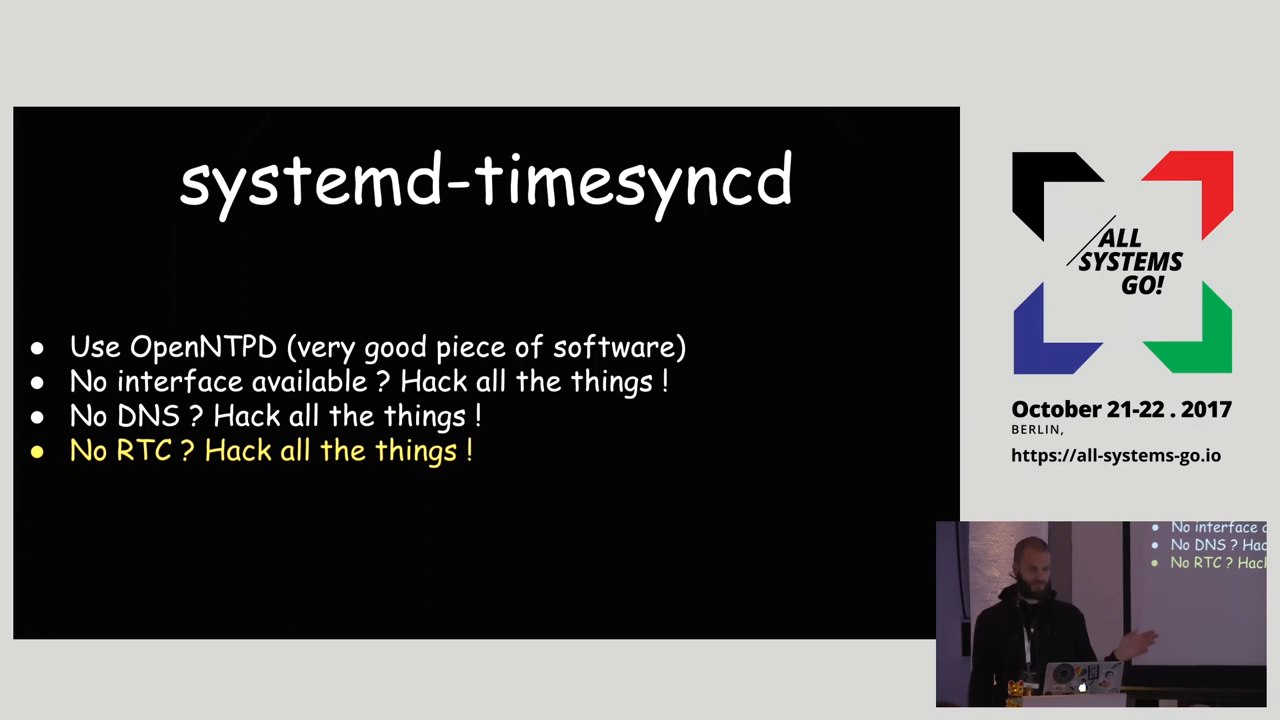 systemd-timesyncd
● Use OpenNTPD (very good piece of software)
● No interface available ? Hack all the things !
● No DNS ? Hack all the things !
● No RTC ? Hack all the things !
/ALL
SYSTEMS
GO!
October 21-22 . 2017
BERLIN,
https://all-systems-go.io
● No interface
● No DNS ? Hac
● No RTC ? Hack